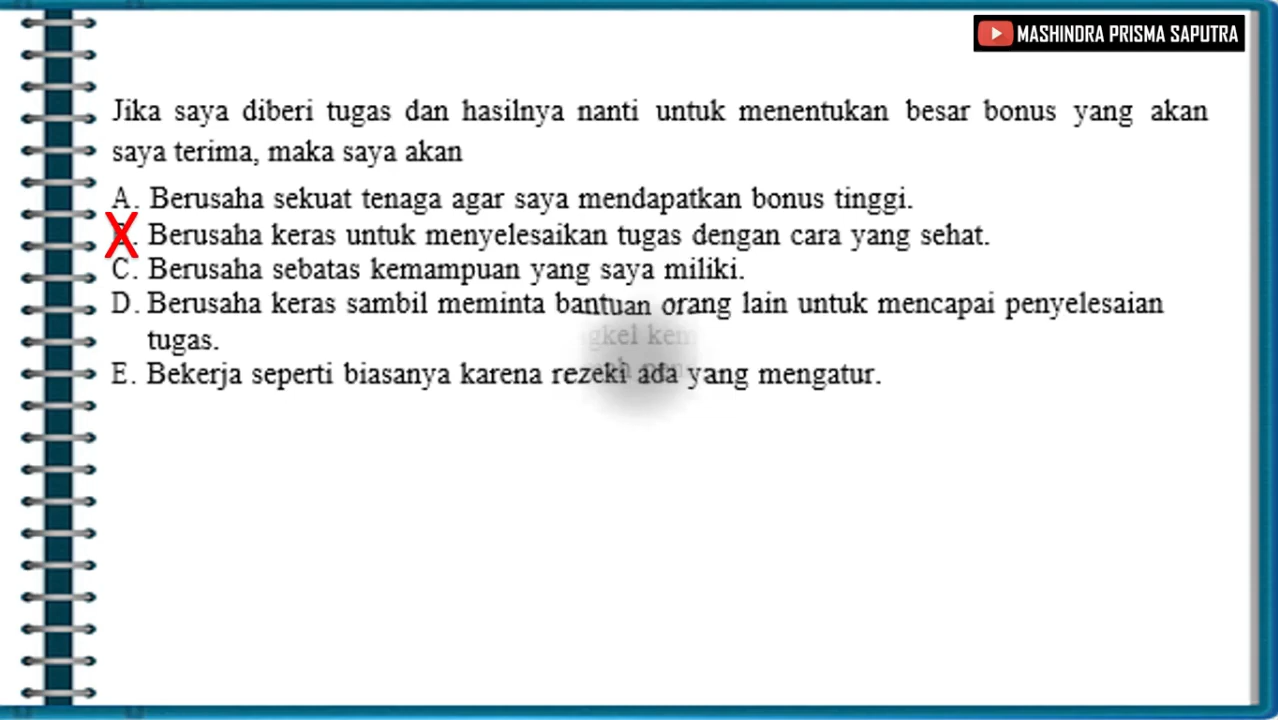 MASHINDRA PRISMA SAPUTRA
Jika saya diberi tugas dan hasilnya nanti untuk menentukan besar bonus yang akan
saya terima, maka saya akan
A. Berusaha sekuat tenaga agar saya mendapatkan bonus tinggi.
X Berusaha keras untuk menyelesaikan tugas dengan cara yang sehat.
C. Berusaha sebatas kemampuan yang saya miliki.
D. Berusaha keras sambil meminta bantuan orang lain untuk mencapai penyelesaian
tugas.
E. Bekerja seperti biasanya karena rezeki ada yang mengatur.